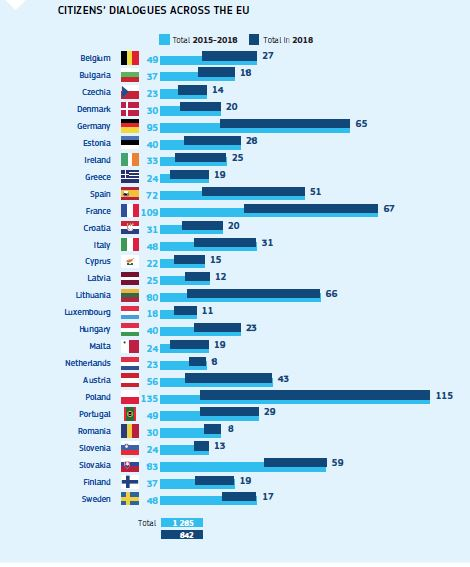 CITIZENS' DIALOGUES ACROSS THE EU
Total 2015-2018 Total in 2018
Belgium 49 27
Bulgaria 37 18
Czechia 23 14
Denmark 30 20
Germany 95 65
Estonia 40 28
Ireland 33 25
Greece 24 19
Spain 72 51
France 109 67
Croatia 31 20
Italy 48 31
Cyprus 22 15
Latvia 25 12
Lithuania 80 66
Luxembourg 18 11
Hungary 40 23
Malta 24 19
Netherlands 23 8
Austria 56 43
Poland 135 115
Portugal 49 29
Romania 30 8
Slovenia 24 13
Slovakia 83 59
Finland 37 19
Sweden 48 17
Total 1 285
842